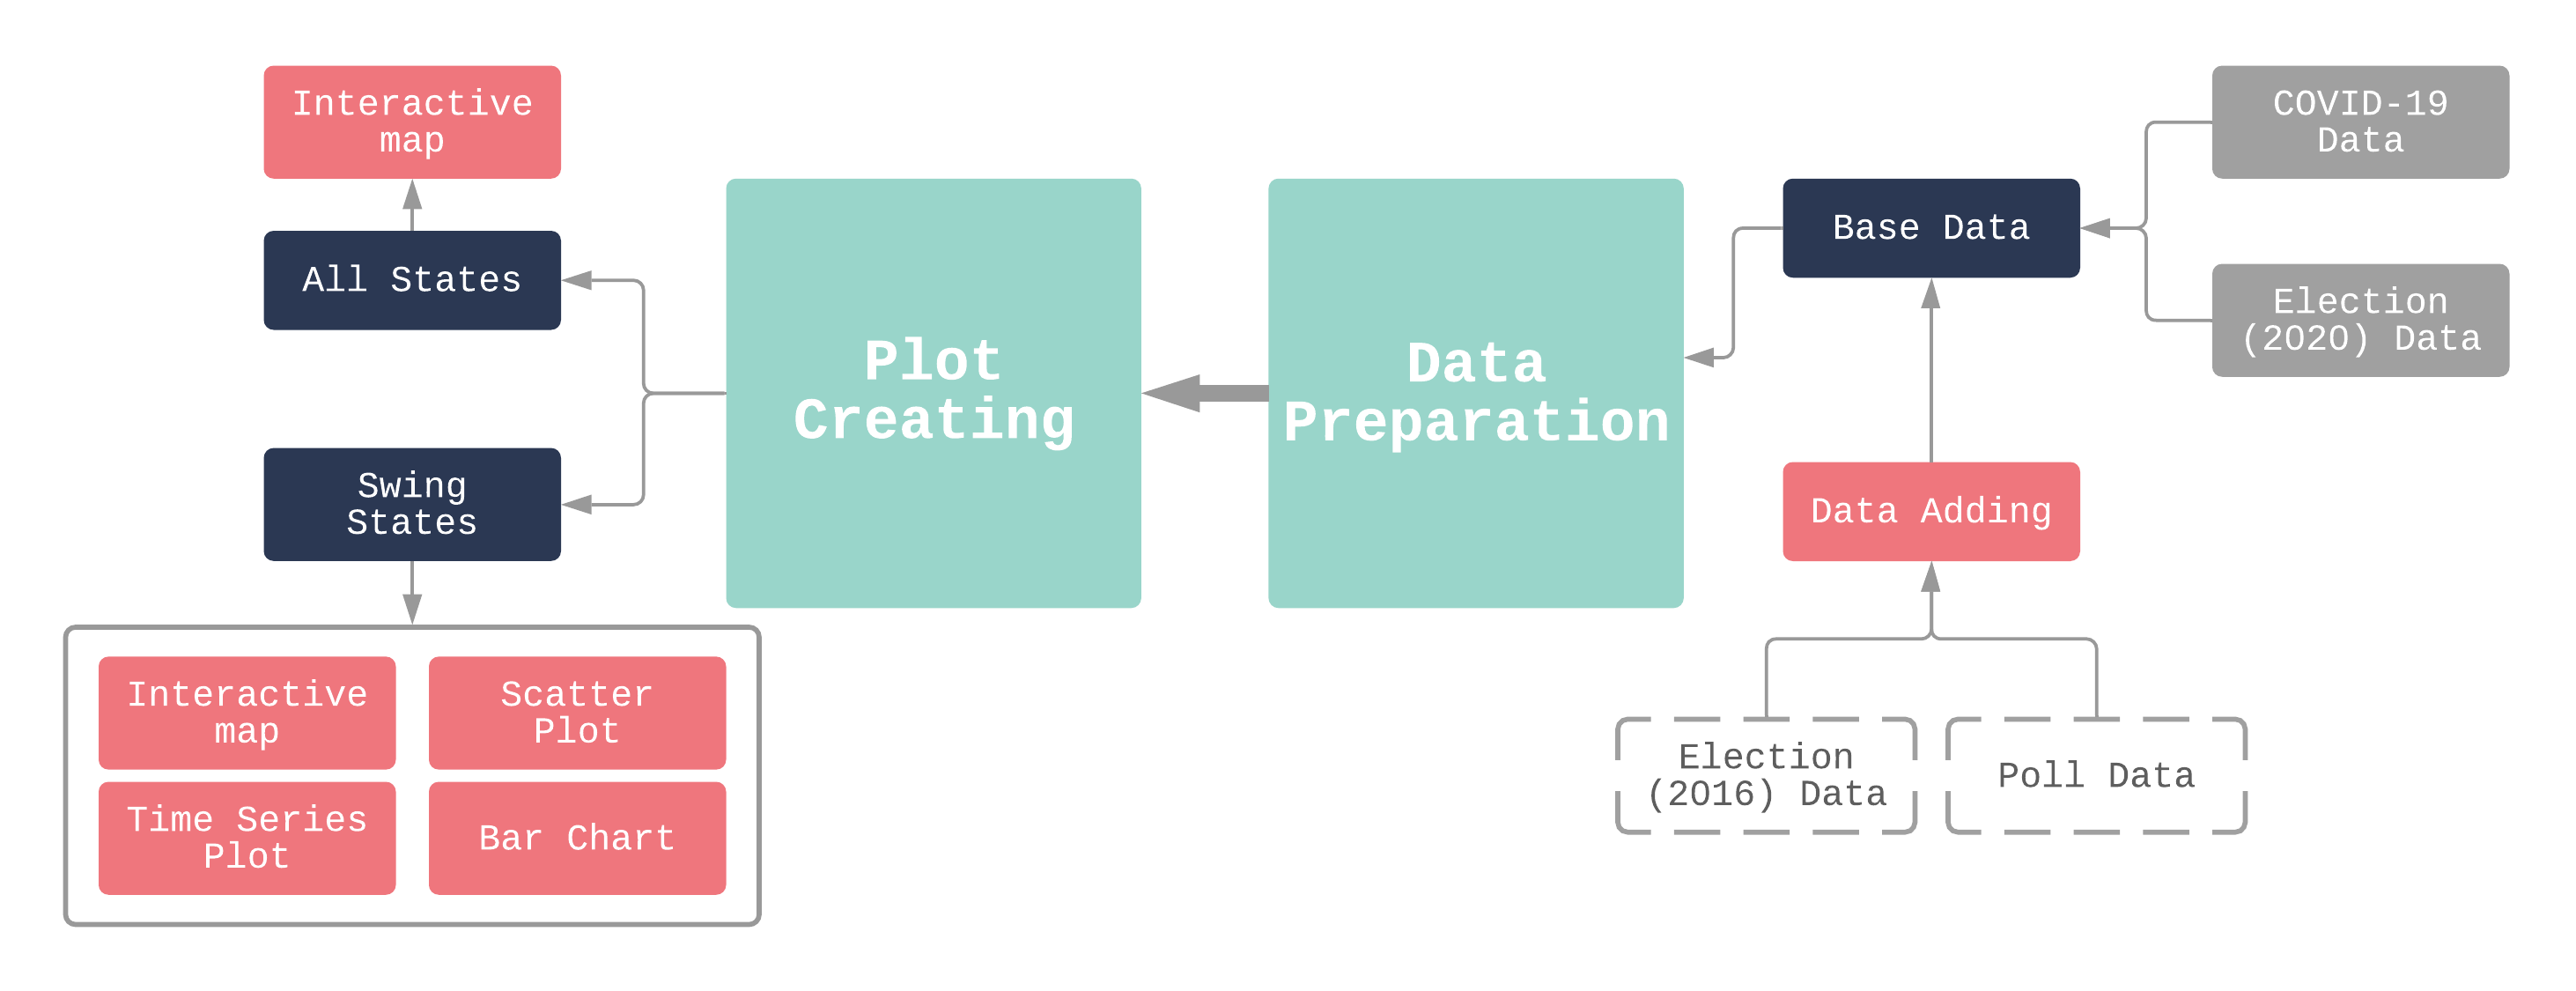 Interactive
map
All States
Swing
States
Interactive
map
Scatter
Plot
Time Series
Plot
Bar Chart
Plot
Creating
Data
Preparation
Base Data
COVID-19
Data
Election
(2020) Data
Data Adding
Election
(2016) Data
Poll Data